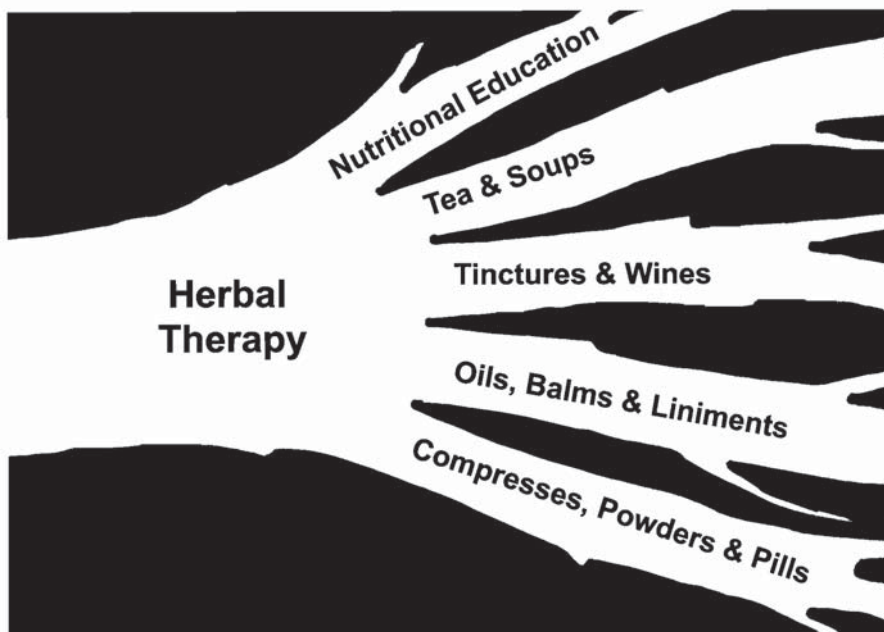 Nutritional Education
Tea & Soups
Herbal
Therapy
Tinctures & Wines
Oils, Balms & Liniments
Compresses, Powders & Pills